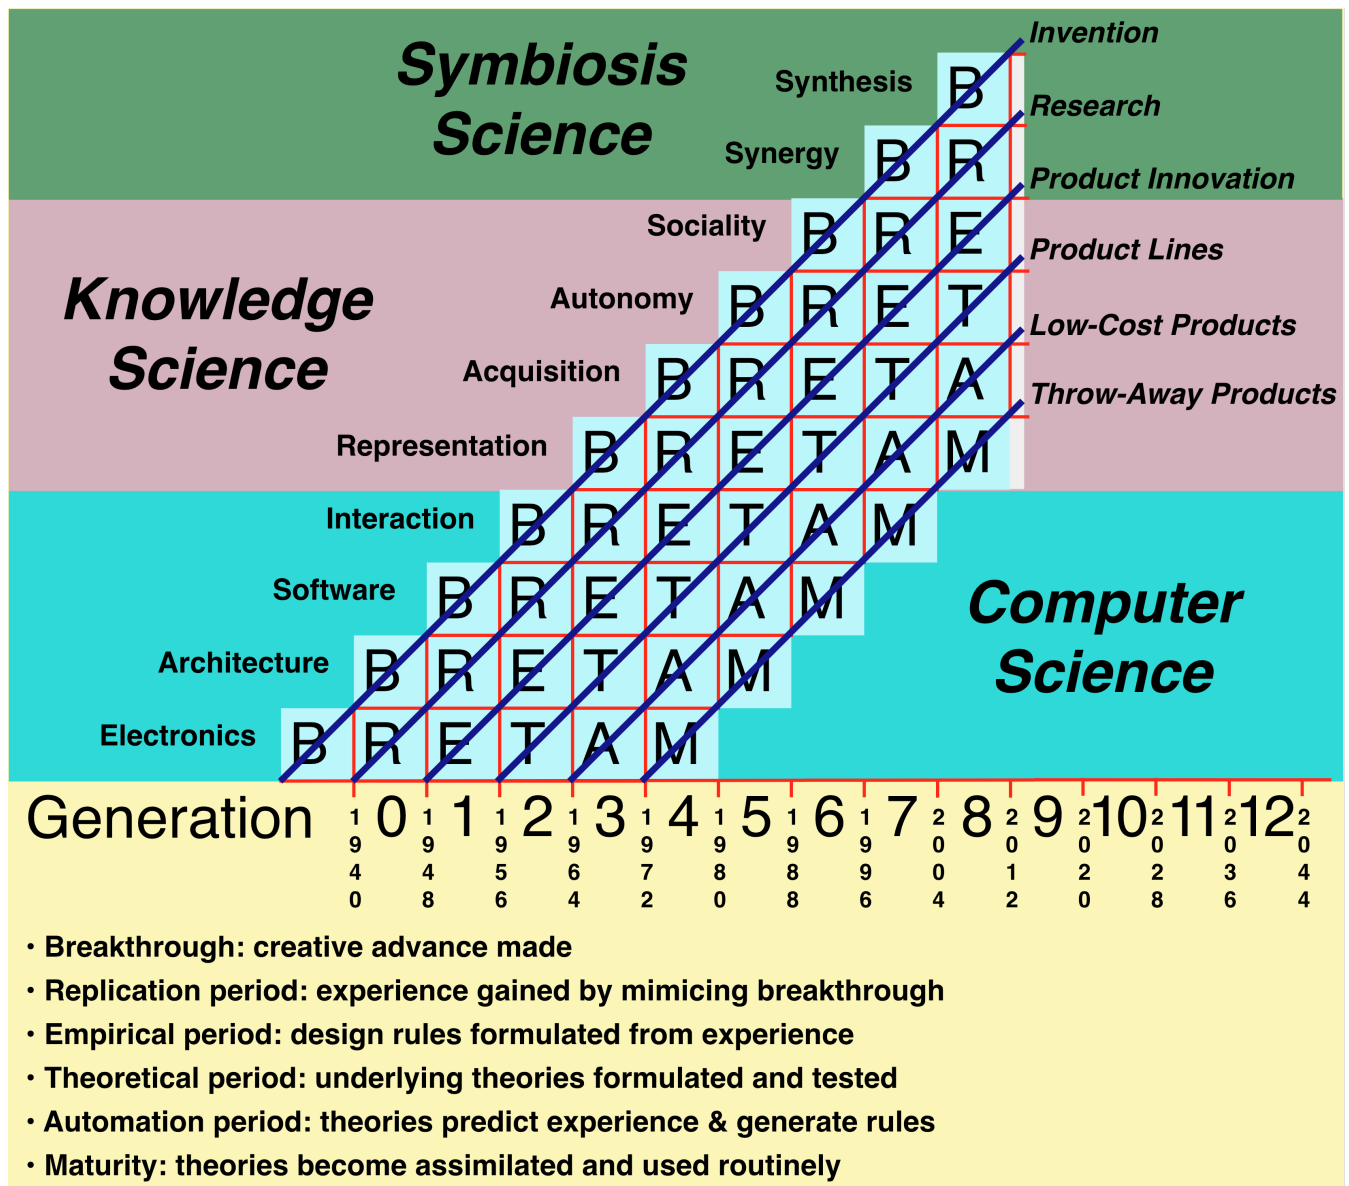 Invention
Symbiosis
Science
Synthesis B
Research
Synergy B R
Product Innovation
Sociality B R E
Product Lines
Knowledge
Science
Autonomy B R E T
Low-Cost Products
Acquisition B R E T A
Throw-Away Products
Representation B R E T A M
Interaction B R E T A M
Software B R E T A M
Computer
Science
Architecture B R E T A M
Electronics B R E T A M
Generation 0 1 2 3 4 5 6 7 8 9 10 11 12
1940 1948 1956 1964 1972 1980 1988 1996 2004 2012 2020 2028 2036 2044
· Breakthrough: creative advance made
· Replication period: experience gained by mimicing breakthrough
· Empirical period: design rules formulated from experience
· Theoretical period: underlying theories formulated and tested
· Automation period: theories predict experience & generate rules
· Maturity: theories become assimilated and used routinely